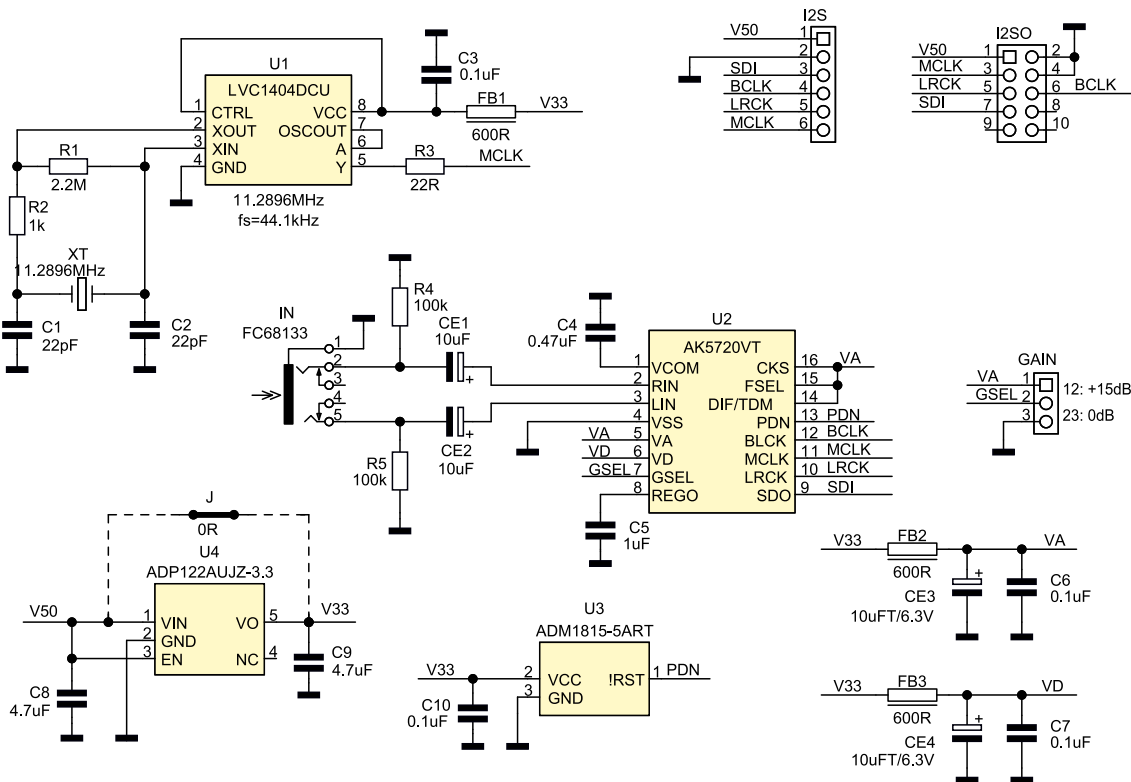 U1
LVC1404DCU
1 CTRL VCC 8
2 XOUT OSCOUT 7
3 XIN A 6
4 GND Y 5
11.2896MHz
fs=44.1kHz
C3
0.1uF
FB1
600R
V33
R3
22R
MCLK
R1
2.2M
R2
1k
XT
11.2896MHz
C1
22pF
C2
22pF
I2S
V50 1
2
SDI 3
BCLK 4
LRCK 5
MCLK 6
I2SO
V50 1 2
MCLK 3 4
LRCK 5 6 BCLK
SDI 7 8
9 10
IN
FC68133
1
2
3
4
5
R4
100k
CE1
10uF
+
CE2
10uF
+
R5
100k
C4
0.47uF
U2
AK5720VT
1 VCOM CKS 16 VA
2 RIN FSEL 15
3 LIN DIF/TDM 14
4 VSS PDN 13 PDN
VA 5 VA BLCK 12 BCLK
VD 6 VD MCLK 11 MCLK
GSEL 7 GSEL LRCK 10 LRCK
8 REGO SDO 9 SDI
C5
1uF
GAIN
VA 1
GSEL 2
3
12: +15dB
23: 0dB
J
0R
U4
ADP122AUJZ-3.3
V50 1 VIN VO 5 V33
2 GND
3 EN NC 4
C8
4.7uF
C9
4.7uF
U3
ADM1815-5ART
V33 2 VCC !RST 1 PDN
3 GND
C10
0.1uF
V33 FB2 VA
600R
+
CE3
10uFT/6.3V
C6
0.1uF
V33 FB3 VD
600R
+
CE4
10uFT/6.3V
C7
0.1uF